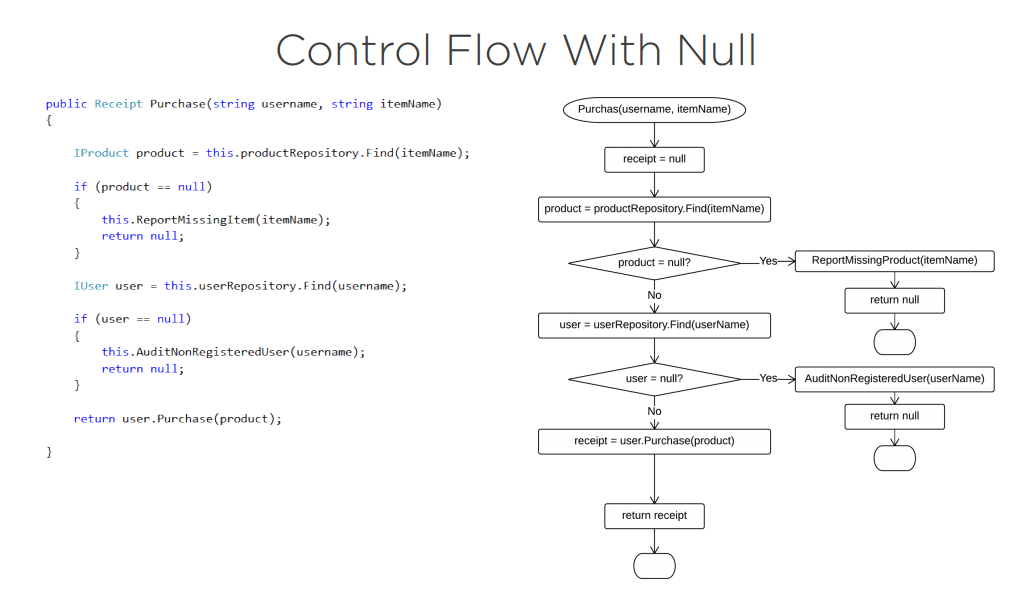 Control Flow With Null
public Receipt Purchase(string username, string itemName)
{
IProduct product = this.productRepository.Find(itemName);
if (product == null)
{
this.ReportMissingItem(itemName);
return null;
}
IUser user = this.userRepository.Find(username);
if (user == null)
{
this.AuditNonRegisteredUser(username);
return null;
}
return user.Purchase(product);
}
Purchas(username, itemName)
receipt = null
product = productRepository.Find(itemName)
product = null?
Yes
ReportMissingProduct(itemName)
return null
No
user = userRepository.Find(userName)
user = null?
Yes
AuditNonRegisteredUser(userName)
return null
No
receipt = user.Purchase(product)
return receipt